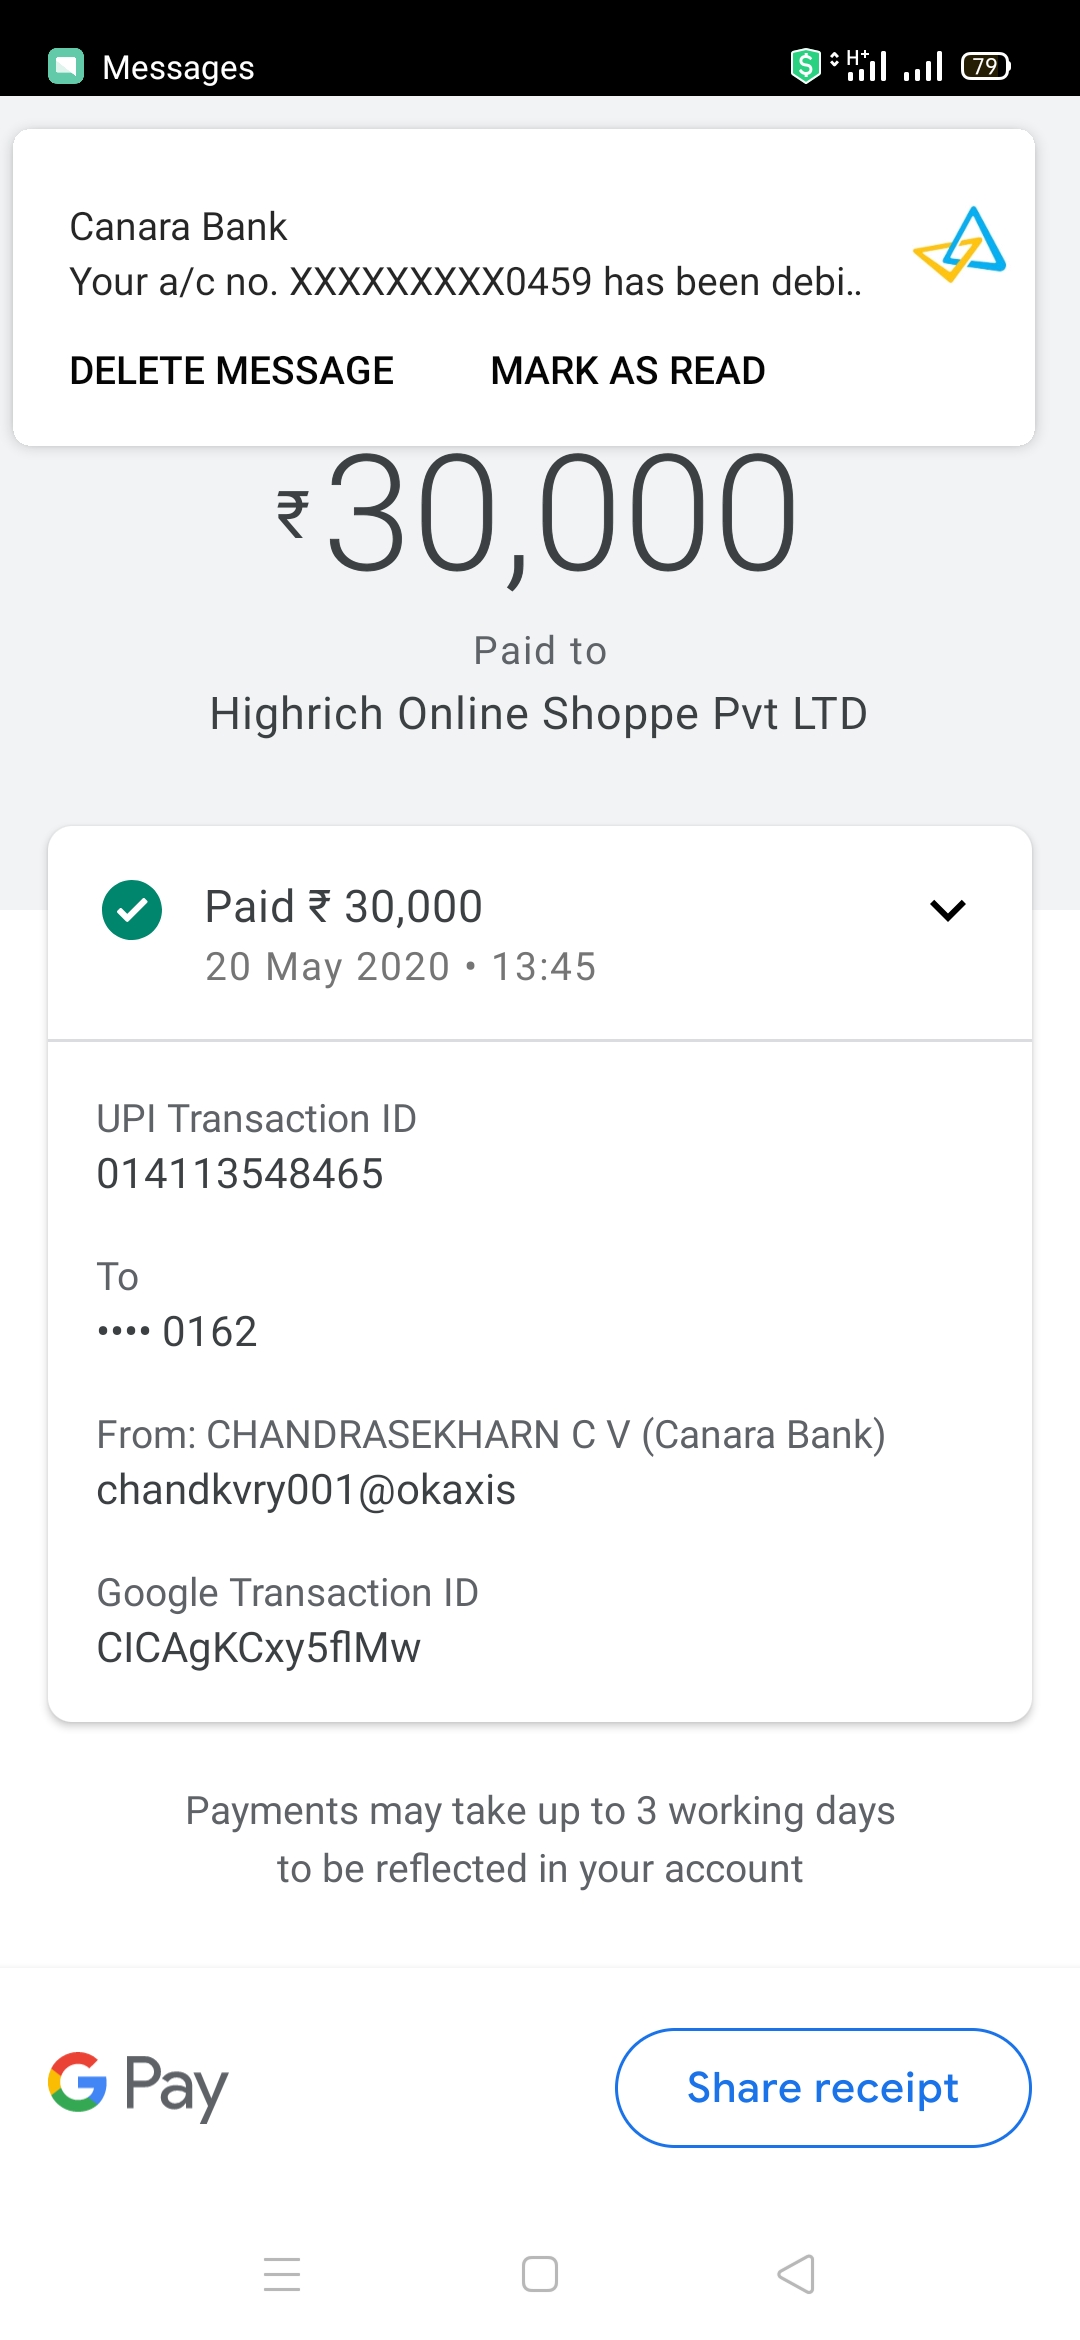 Messages
H+
79
Canara Bank
Your a/c no. XXXXXXXXX0459 has been debi..
DELETE MESSAGE MARK AS READ
₹30,000
Paid to
Highrich Online Shoppe Pvt LTD
Paid ₹ 30,000
20 May 2020 • 13:45
UPI Transaction ID
014113548465
To
•••• 0162
From: CHANDRASEKHARN C V (Canara Bank)
chandkvry001@okaxis
Google Transaction ID
CICAgKCxy5flMw
Payments may take up to 3 working days
to be reflected in your account
G Pay
Share receipt